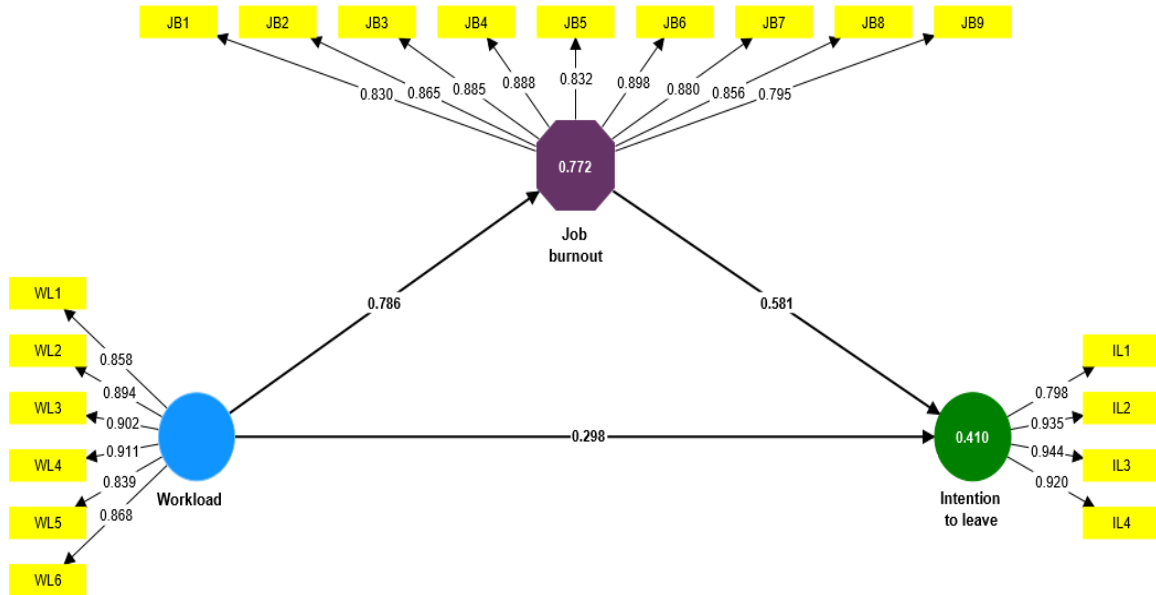 JB1 JB2 JB3 JB4 JB5 JB6 JB7 JB8 JB9
0.830 0.865 0.885 0.888 0.832 0.898 0.880 0.856 0.795
0.772
Job
burnout
0.786
0.581
WL1
WL2
WL3
WL4
WL5
WL6
0.858
0.894
0.902
0.911
0.839
0.868
Workload
0.298
0.410
Intention
to leave
0.798
0.935
0.944
0.920
IL1
IL2
IL3
IL4